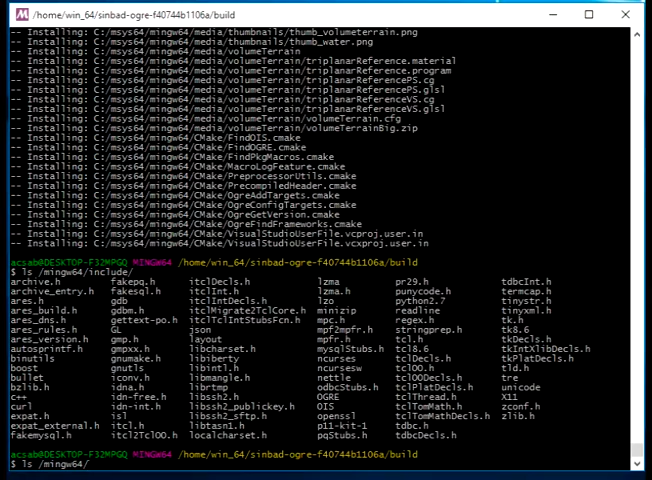 /home/win_64/sinbad-ogre-f40744b1106a/build
-- Installing: C:/msys64/mingw64/media/thumbnails/thumb_volumeterrain.png
-- Installing: C:/msys64/mingw64/media/thumbnails/thumb_water.png
-- Installing: C:/msys64/mingw64/media/volumeTerrain
-- Installing: C:/msys64/mingw64/media/volumeTerrain/triplanarReference.material
-- Installing: C:/msys64/mingw64/media/volumeTerrain/triplanarReference.program
-- Installing: C:/msys64/mingw64/media/volumeTerrain/triplanarReferencePS.cg
-- Installing: C:/msys64/mingw64/media/volumeTerrain/triplanarReferencePS.glsl
-- Installing: C:/msys64/mingw64/media/volumeTerrain/triplanarReferenceVS.cg
-- Installing: C:/msys64/mingw64/media/volumeTerrain/triplanarReferenceVS.glsl
-- Installing: C:/msys64/mingw64/media/volumeTerrain/volumeTerrain.cfg
-- Installing: C:/msys64/mingw64/media/volumeTerrain/volumeTerrainBig.zip
-- Installing: C:/msys64/mingw64/CMake/FindOIS.cmake
-- Installing: C:/msys64/mingw64/CMake/FindOGRE.cmake
-- Installing: C:/msys64/mingw64/CMake/FindPkgMacros.cmake
-- Installing: C:/msys64/mingw64/CMake/MacroLogFeature.cmake
-- Installing: C:/msys64/mingw64/CMake/PreprocessorUtils.cmake
-- Installing: C:/msys64/mingw64/CMake/PrecompiledHeader.cmake
-- Installing: C:/msys64/mingw64/CMake/OgreAddTargets.cmake
-- Installing: C:/msys64/mingw64/CMake/OgreConfigTargets.cmake
-- Installing: C:/msys64/mingw64/CMake/OgreGetVersion.cmake
-- Installing: C:/msys64/mingw64/CMake/OgreFindFrameworks.cmake
-- Installing: C:/msys64/mingw64/CMake/VisualStudioUserFile.vcproj.user.in
-- Installing: C:/msys64/mingw64/CMake/VisualStudioUserFile.vcxproj.user.in
acsab@DESKTOP-F32MPGQ MINGW64 /home/win_64/sinbad-ogre-f40744b1106a/build
$ ls /mingw64/include/
archive.h fakepq.h itclDecls.h lzma pr29.h tdbcInt.h
archive_entry.h fakesql.h itclInt.h lzma.h punycode.h termcap.h
ares.h gdb itclIntDecls.h lzo python2.7 tinystr.h
ares_build.h gdbm.h itclMigrate2TclCore.h minizip readline tinyxml.h
ares_dns.h gettext-po.h itclTclIntStubsFcn.h mpc.h regex.h tk.h
ares_rules.h GL json mpf2mpfr.h stringprep.h tk8.6
ares_version.h gmp.h layout mpfr.h tcl.h tkDecls.h
autosprintf.h gmpxx.h libcharset.h mysqlStubs.h tcl8.6 tkIntXlibDecls.h
binutils gnumake.h libiberty ncurses tclDecls.h tkPlatDecls.h
boost gnutls libintl.h ncursesw tclOO.h tld.h
bullet iconv.h libmangle.h nettle tclOODecls.h tre
bzlib.h idna.h librtmp odbcStubs.h tclPlatDecls.h unicode
c++ idn-free.h libssh2.h OGRE tclThread.h X11
curl idn-int.h libssh2_publickey.h OIS tclTomMath.h zconf.h
expat.h isl libssh2_sftp.h openssl tclTomMathDecls.h zlib.h
expat_external.h itcl.h libtasn1.h p11-kit-1 tdbc.h
fakemysql.h itcl2TclOO.h localcharset.h pqStubs.h tdbcDecls.h
acsab@DESKTOP-F32MPGQ MINGW64 /home/win_64/sinbad-ogre-f40744b1106a/build
$ ls /mingw64/